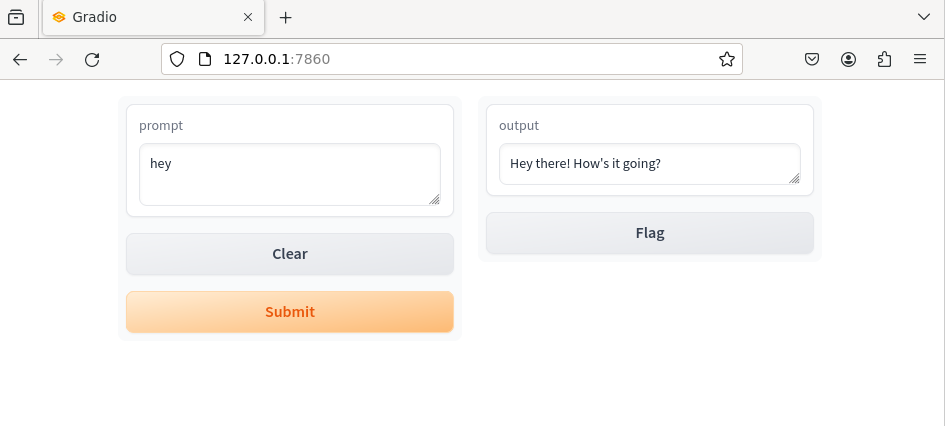 Gradio
127.0.0.1:7860
prompt
hey
Clear
Submit
output
Hey there! How's it going?
Flag